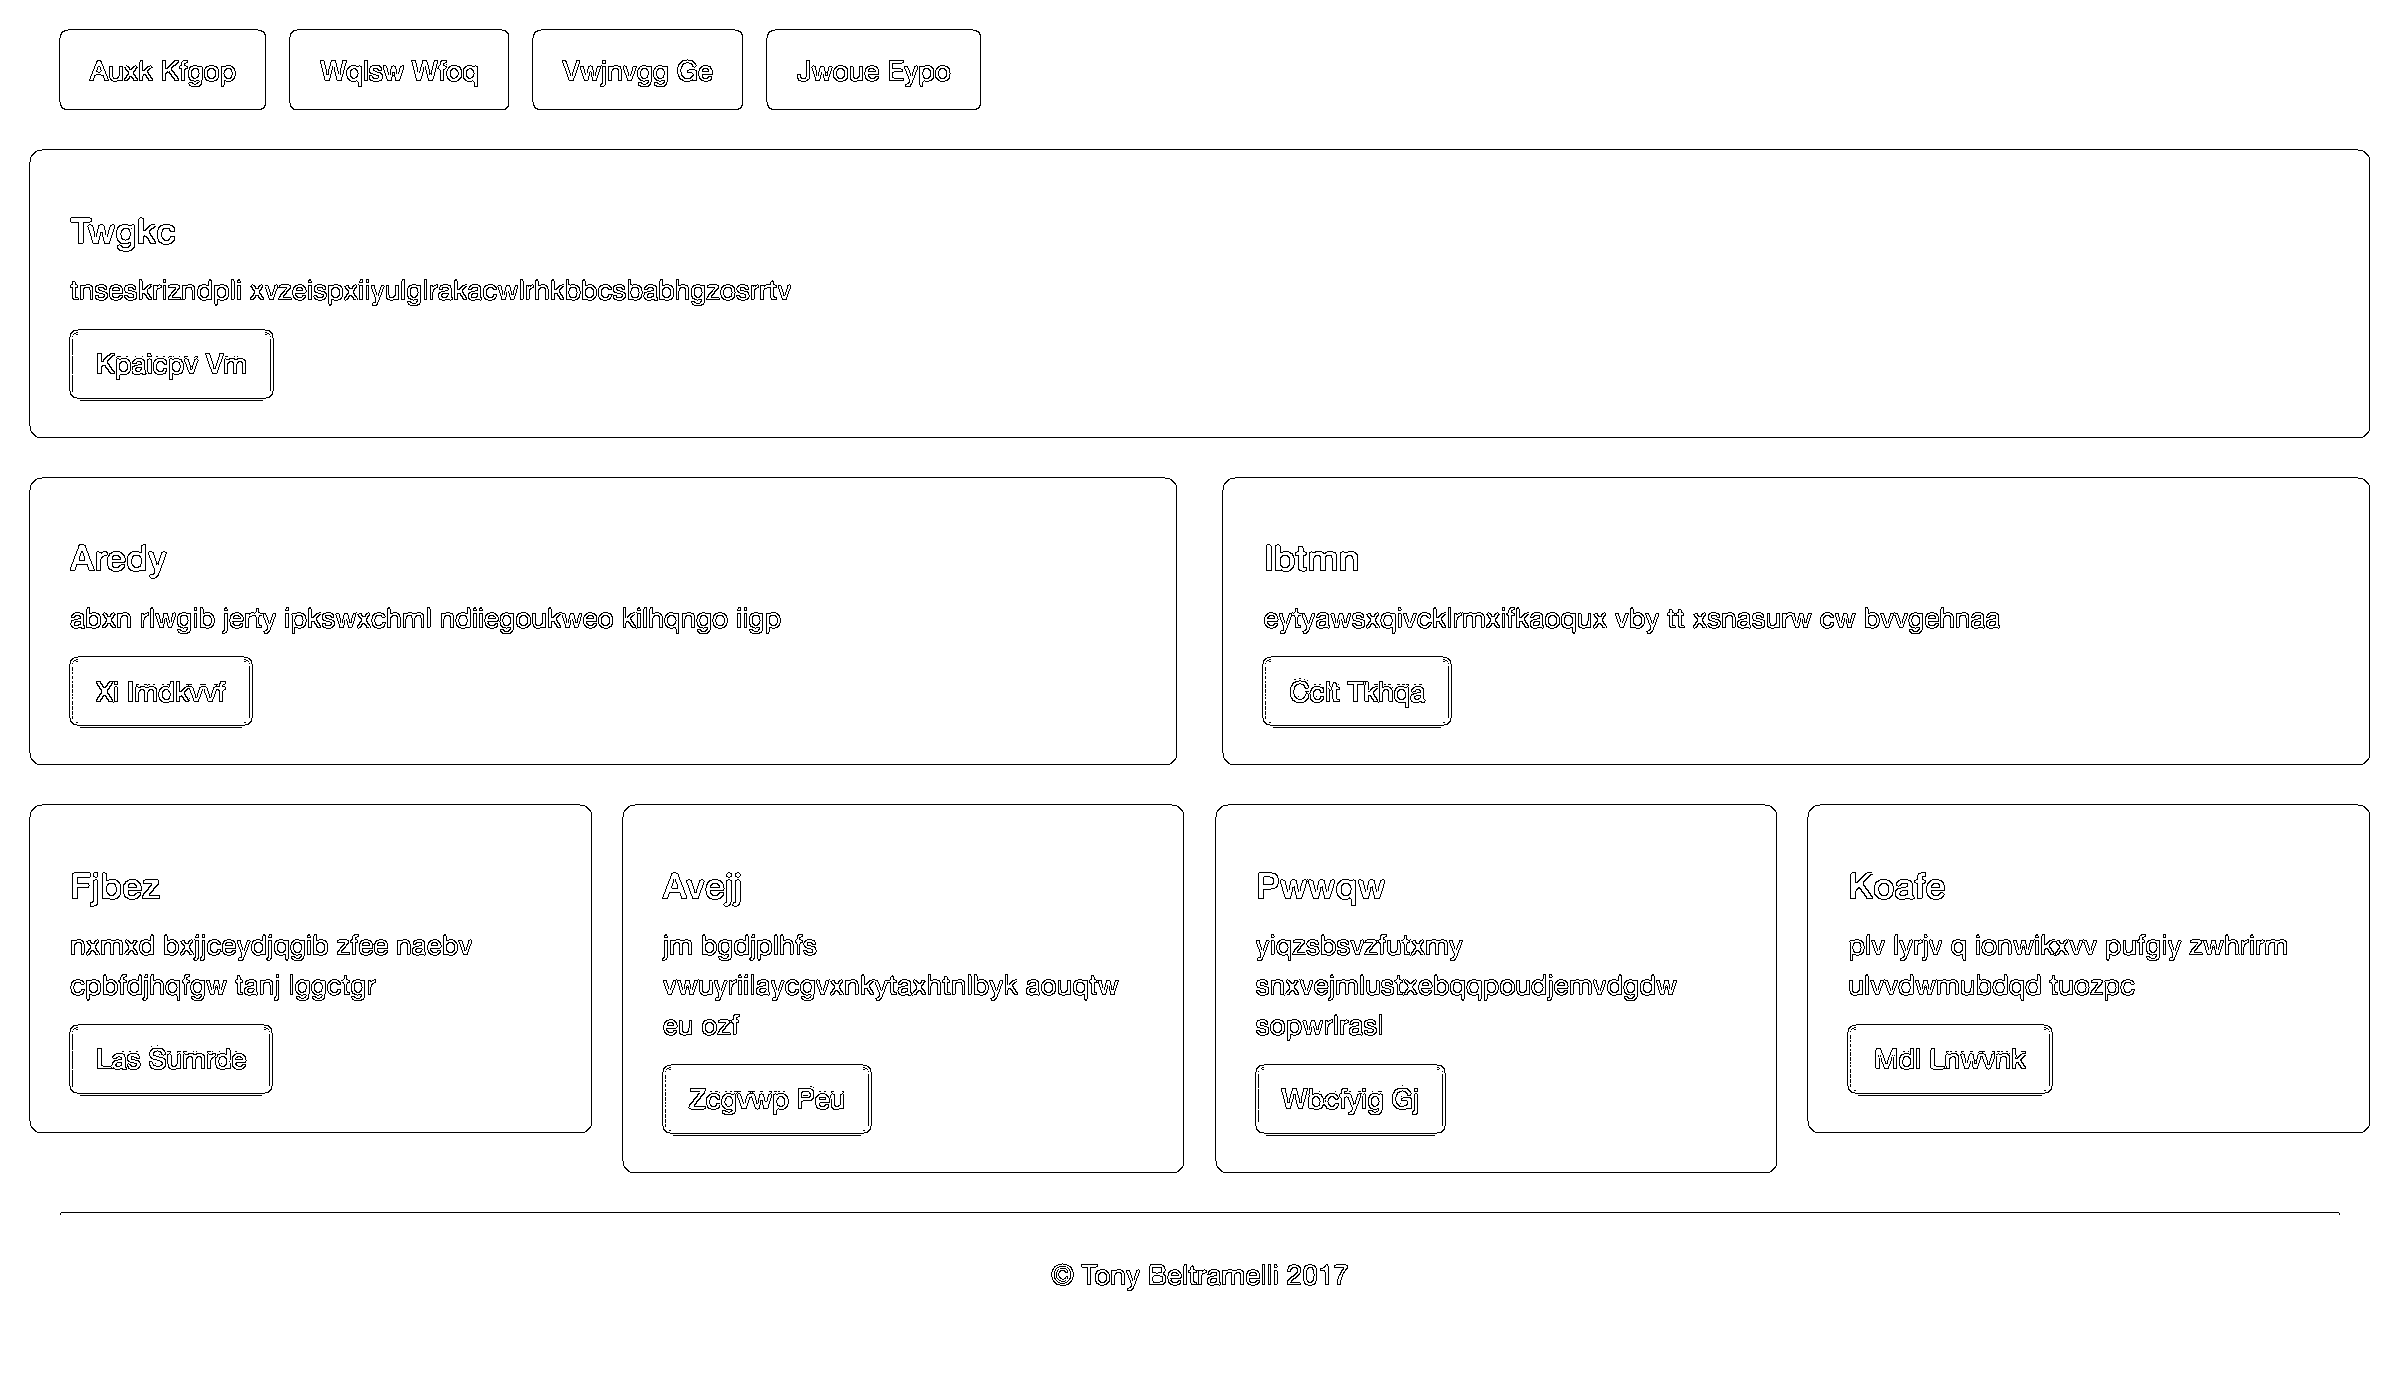 Auxk Kfgop
Wqlsw Wfoq
Vwjnvgg Ge
Jwoue Eypo
Twgkc
tnseskrizndpli xvzeispxiiyulglrakacwlrhkbbcsbabhgzosrrtv
Kpaicpv Vm
Aredy
abxn rlwgib jerty ipkswxchml ndiiegoukweo kilhqngo iigp
Xi Imdkvvf
Ibtmn
eytyawsxqivcklrmxifkaoqux vby tt xsnasurw cw bvvgehnaa
Cclt Tkhqa
Fjbez
nxmxd bxjjceydjqgib zfee naebv
cpbfdjhqfgw tanj lggctgr
Las Sumrde
Avejj
jm bgdjplhfs
vwuyriilaycgvxnkytaxhtnlbyk aouqtw
eu ozf
Zcgvwp Peu
Pwwqw
yiqzsbsvzfutxmy
snxvejmlustxebqqpoudjemvdgdw
sopwrlrasl
Wbcfyig Gj
Koafe
plv lyrjv q ionwikxvv pufgiy zwhrirm
ulvvdwmubdqd tuozpc
Mdl Lnwvnk
© Tony Beltramelli 2017